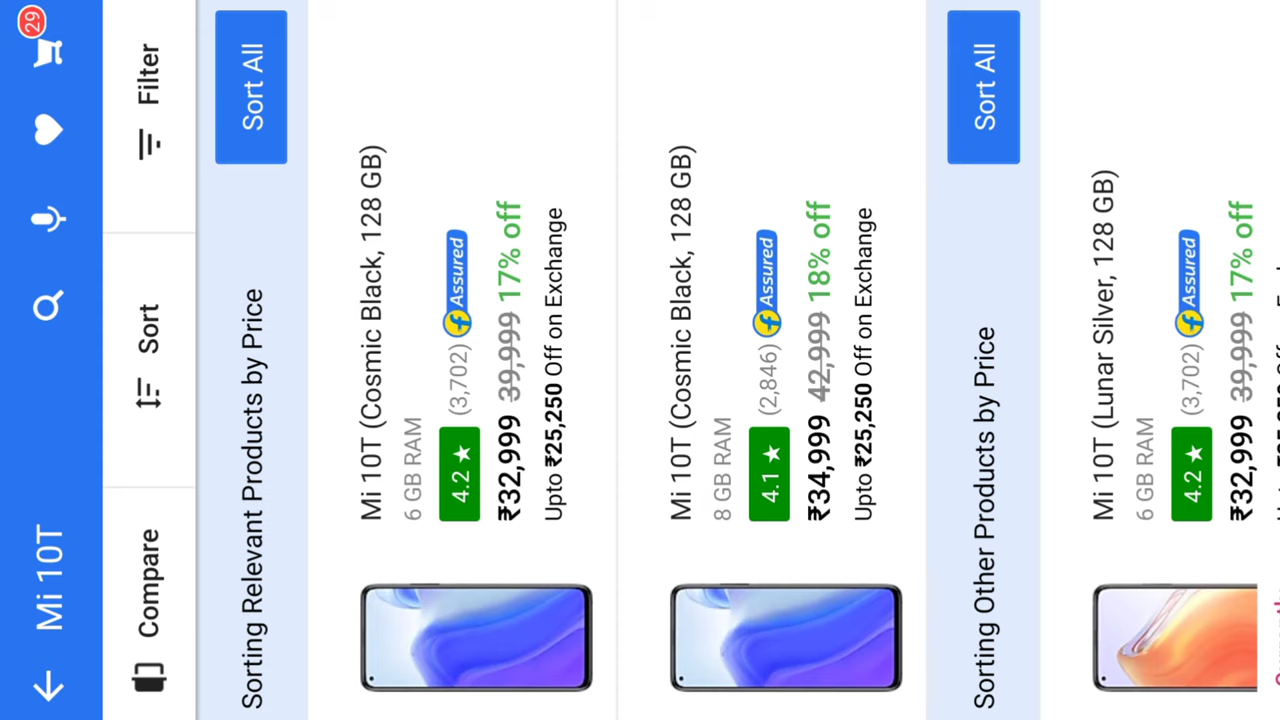 Mi 10T
29
Compare
Sort
Filter
Sorting Relevant Products by Price
Sort All
Mi 10T (Cosmic Black, 128 GB)
6 GB RAM
4.2 ★ (3,702) f Assured
₹32,999 39,999 17% off
Upto ₹25,250 Off on Exchange
Mi 10T (Cosmic Black, 128 GB)
8 GB RAM
4.1 ★ (2,846) f Assured
₹34,999 42,999 18% off
Upto ₹25,250 Off on Exchange
Sorting Other Products by Price
Sort All
Mi 10T (Lunar Silver, 128 GB)
6 GB RAM
4.2 ★ (3,702) f Assured
₹32,999 39,999 17% off